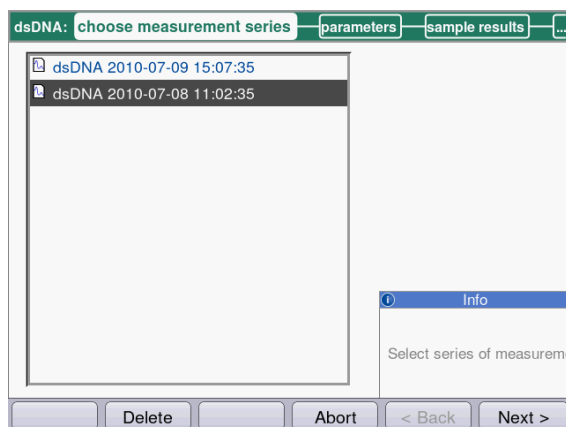 dsDNA: choose measurement series parameters sample results ...
dsDNA 2010-07-09 15:07:35
dsDNA 2010-07-08 11:02:35
Info
Select series of measurem
Delete Abort < Back Next >